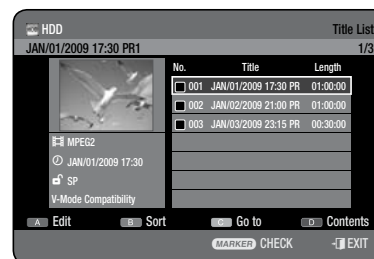 HDD Title List
JAN/01/2009 17:30 PR1 1/3
No. Title Length
001 JAN/01/2009 17:30 PR 01:00:00
002 JAN/02/2009 21:00 PR 01:00:00
003 JAN/03/2009 23:15 PR 00:30:00
MPEG2
JAN/01/2009 17:30
SP
V-Mode Compatibility
A Edit B Sort C Go to D Contents
MARKER CHECK EXIT